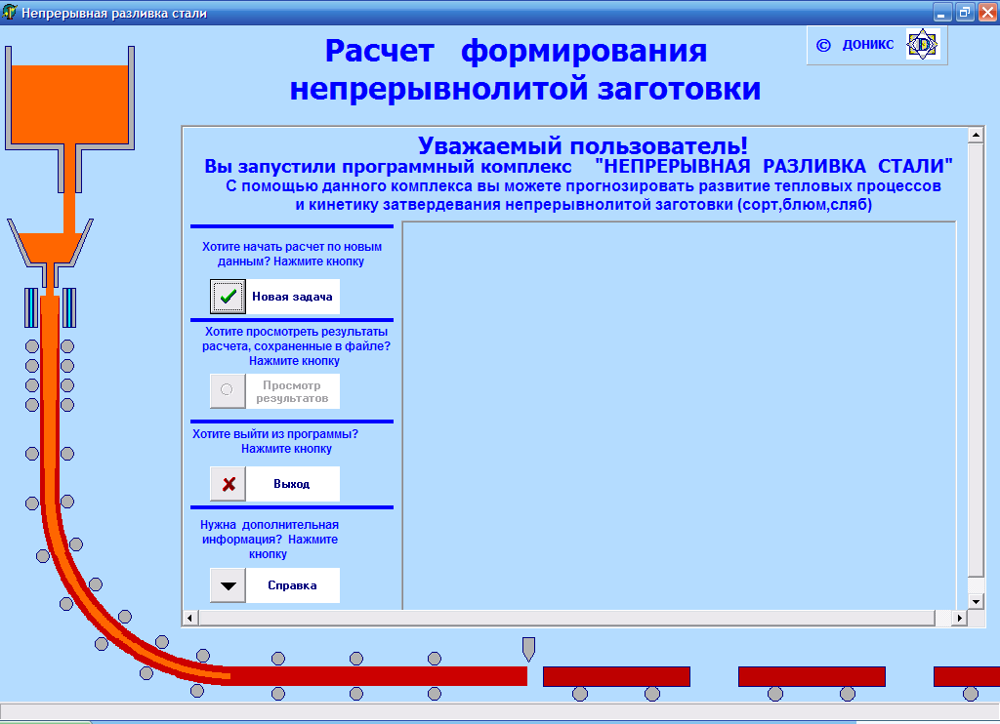 Непрерывная разливка стали
Расчет формирования
непрерывнолитой заготовки
© ДОНИКС
Уважаемый пользователь!
Вы запустили программный комплекс "НЕПРЕРЫВНАЯ РАЗЛИВКА СТАЛИ"
С помощью данного комплекса вы можете прогнозировать развитие тепловых процессов
и кинетику затвердевания непрерывнолитой заготовки (сорт,блюм,сляб)
Хотите начать расчет по новым
данным? Нажмите кнопку
Новая задача
Хотите просмотреть результаты
расчета, сохраненные в файле?
Нажмите кнопку
Просмотр
результатов
Хотите выйти из программы?
Нажмите кнопку
Выход
Нужна дополнительная
информация? Нажмите
кнопку
Справка